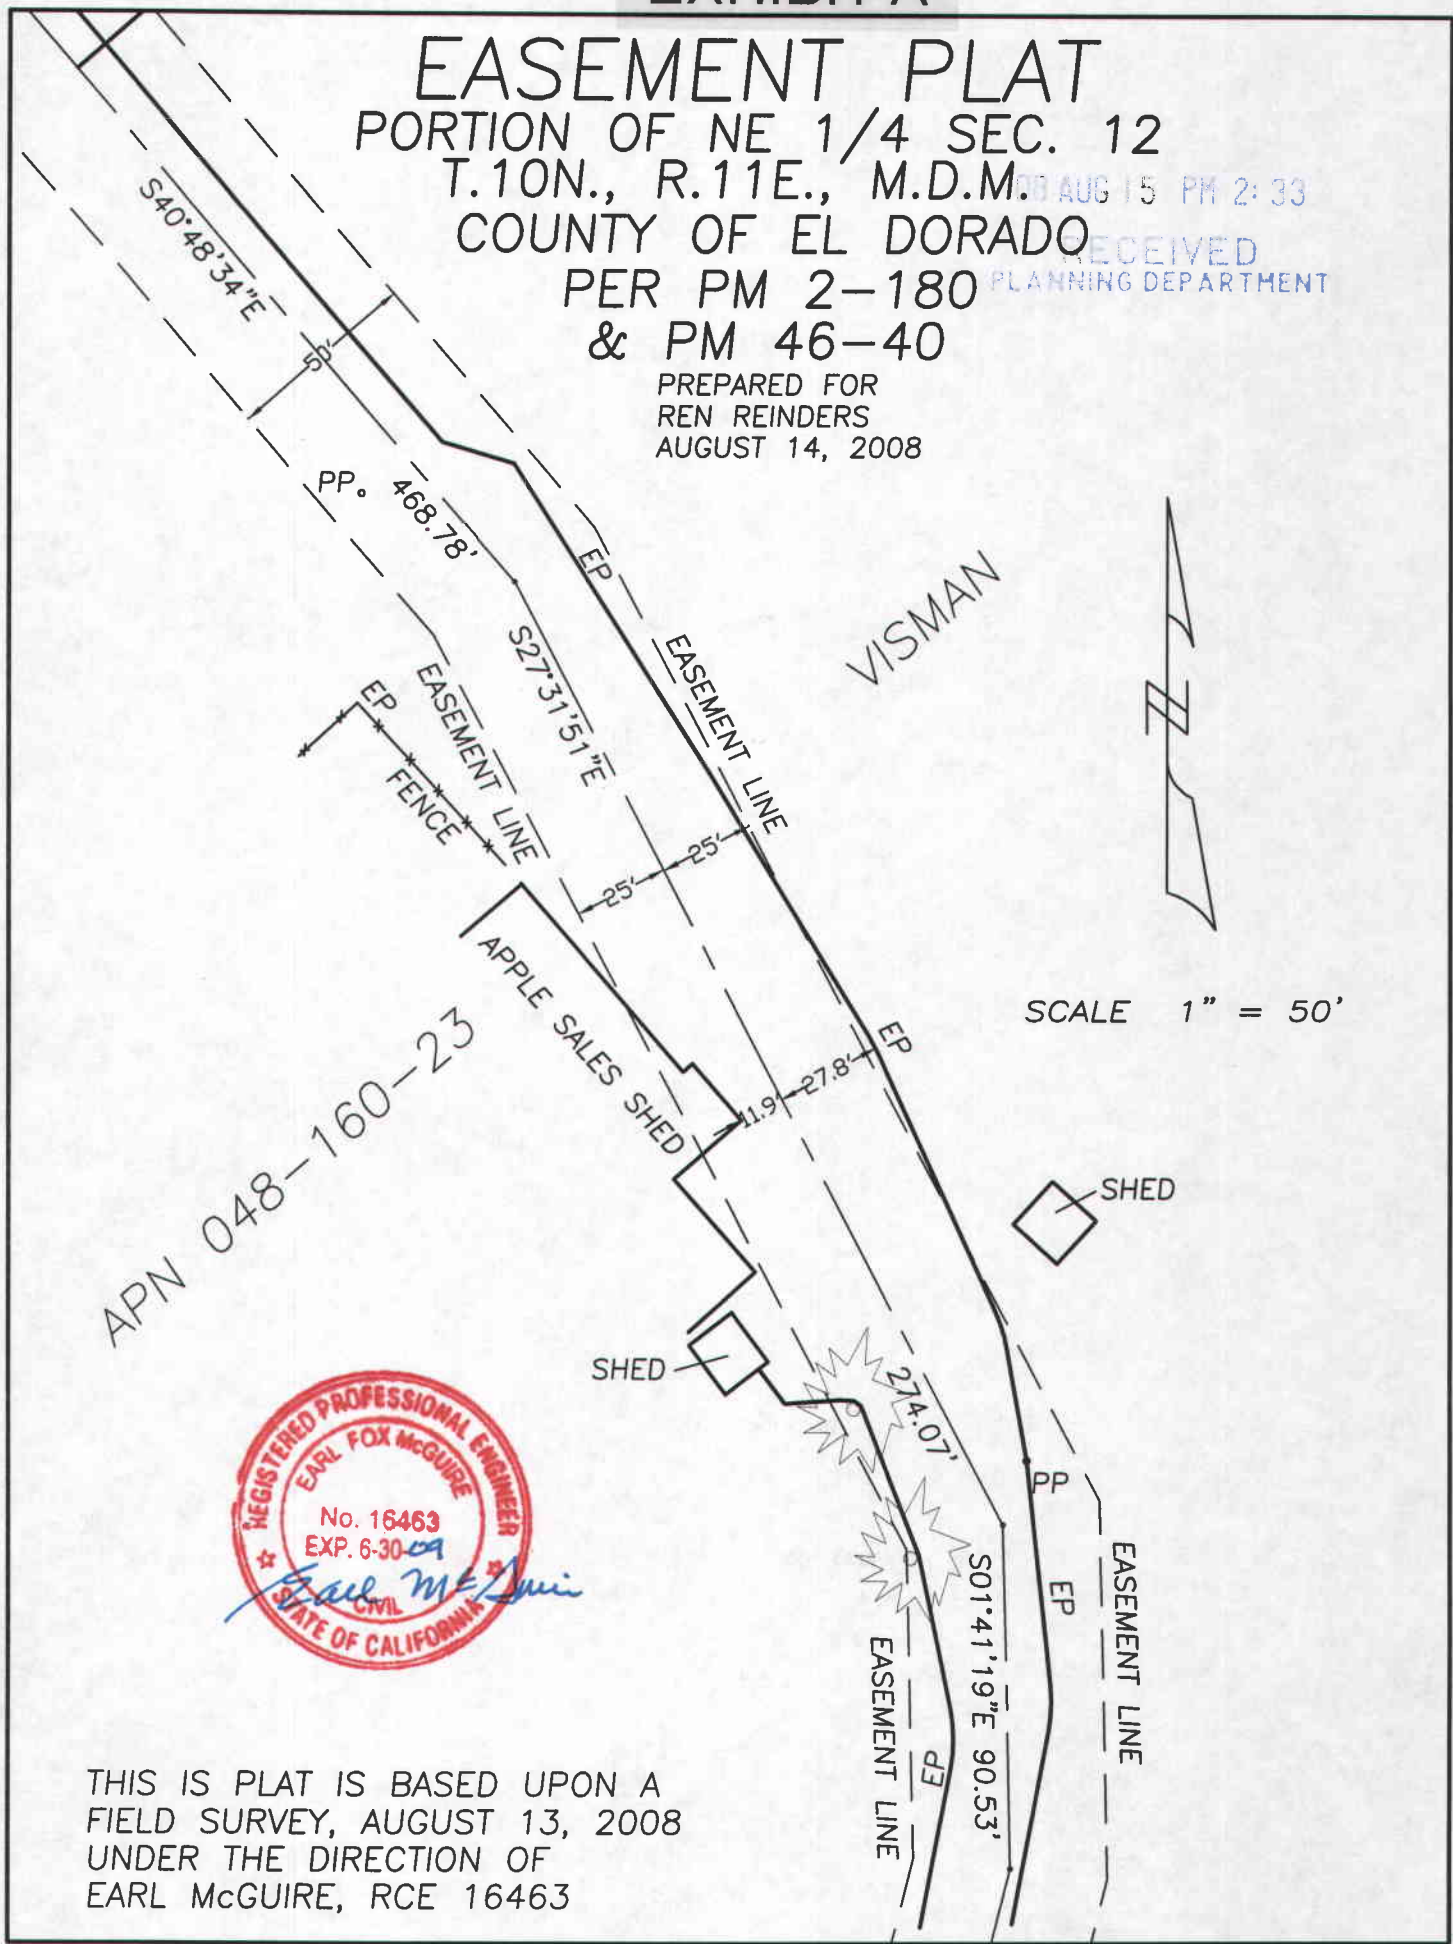 EXHIBIT A
EASEMENT PLAT
PORTION OF NE 1/4 SEC. 12
T.10N., R.11E., M.D.M.
COUNTY OF EL DORADO
PER PM 2-180
& PM 46-40
PREPARED FOR
REN REINDERS
AUGUST 14, 2008
08 AUG 15 PM 2:33
RECEIVED
PLANNING DEPARTMENT
S40°48'34"E
50'
PP.
468.78'
EP
S27°31'51"E
EASEMENT LINE
VISMAN
EP
EASEMENT LINE
FENCE
25'
25'
APPLE SALES SHED
SCALE 1" = 50'
EP
27.8'
11.9'
APN 048-160-23
SHED
SHED
274.07'
PP
REGISTERED PROFESSIONAL ENGINEER
EARL FOX McGUIRE
No. 16463
EXP. 6-30-09
Earl McGuire
CIVIL
STATE OF CALIFORNIA
S01°41'19"E 90.53'
EP
EASEMENT LINE
EASEMENT LINE
EP
THIS IS PLAT IS BASED UPON A
FIELD SURVEY, AUGUST 13, 2008
UNDER THE DIRECTION OF
EARL McGUIRE, RCE 16463
N